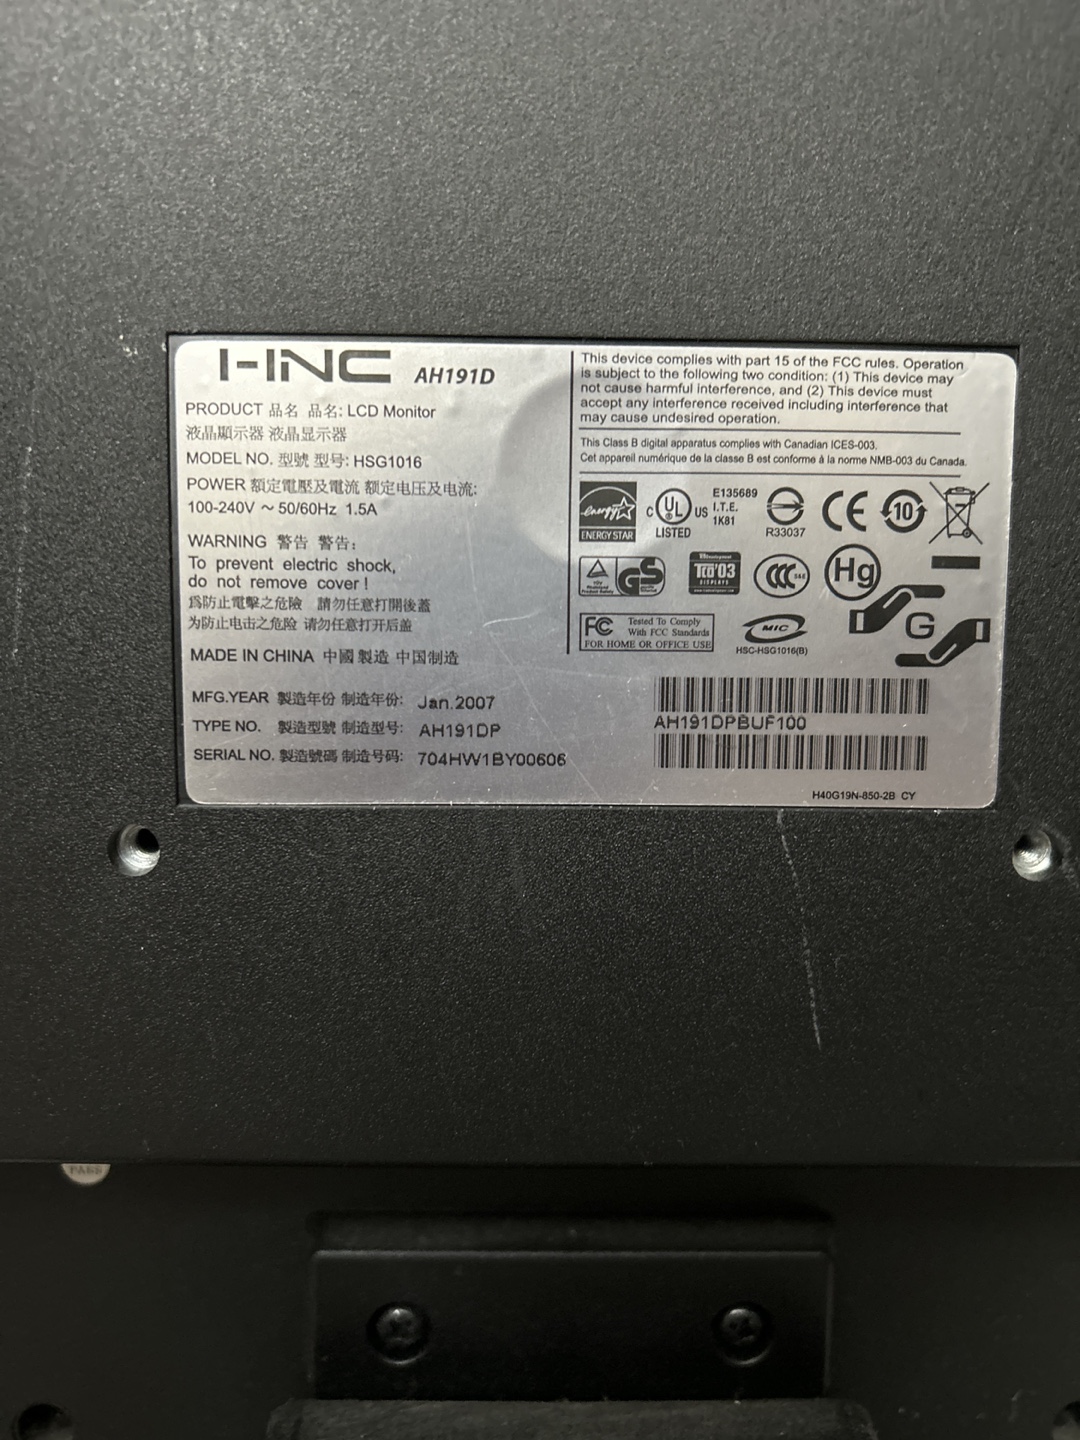 I-INC AH191D
PRODUCT 品名 品名: LCD Monitor
液晶顯示器 液晶显示器
MODEL NO. 型號 型号: HSG1016
POWER 額定電壓及電流 额定电压及电流:
100-240V ～ 50/60Hz 1.5A
WARNING 警告 警告:
To prevent electric shock,
do not remove cover !
為防止電擊之危險 請勿任意打開後蓋
为防止电击之危险 请勿任意打开后盖
MADE IN CHINA 中國 製造 中国制造
MFG.YEAR 製造年份 制造年份: Jan.2007
TYPE NO. 製造型號 制造型号: AH191DP
SERIAL NO. 製造號碼 制造号码: 704HW1BY00606
This device complies with part 15 of the FCC rules. Operation
is subject to the following two condition: (1) This device may
not cause harmful interference, and (2) This device must
accept any interference received including interference that
may cause undesired operation.
This Class B digital apparatus complies with Canadian ICES-003.
Cet appareil numérique de la classe B est conforme à la norme NMB-003 du Canada.
energy
ENERGY STAR
C UL US
LISTED
E135689
I.T.E.
1K81
R33037
CE
10
GS
TCO'03
DISPLAYS
CCC S&E
Hg
G
FC Tested To Comply
With FCC Standards
FOR HOME OR OFFICE USE
MIC
HSC-HSG1016(B)
AH191DPBUF100
H40G19N-850-2B CY
PASS